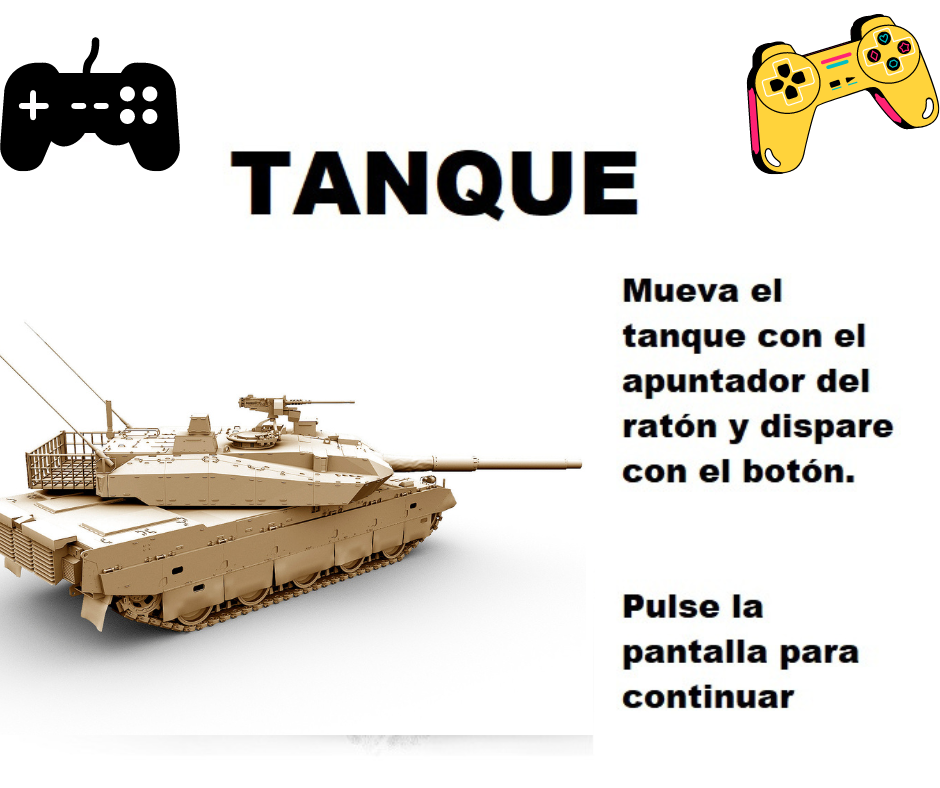 TANQUE
Mueva el
tanque con el
apuntador del
ratón y dispare
con el botón.
Pulse la
pantalla para
continuar